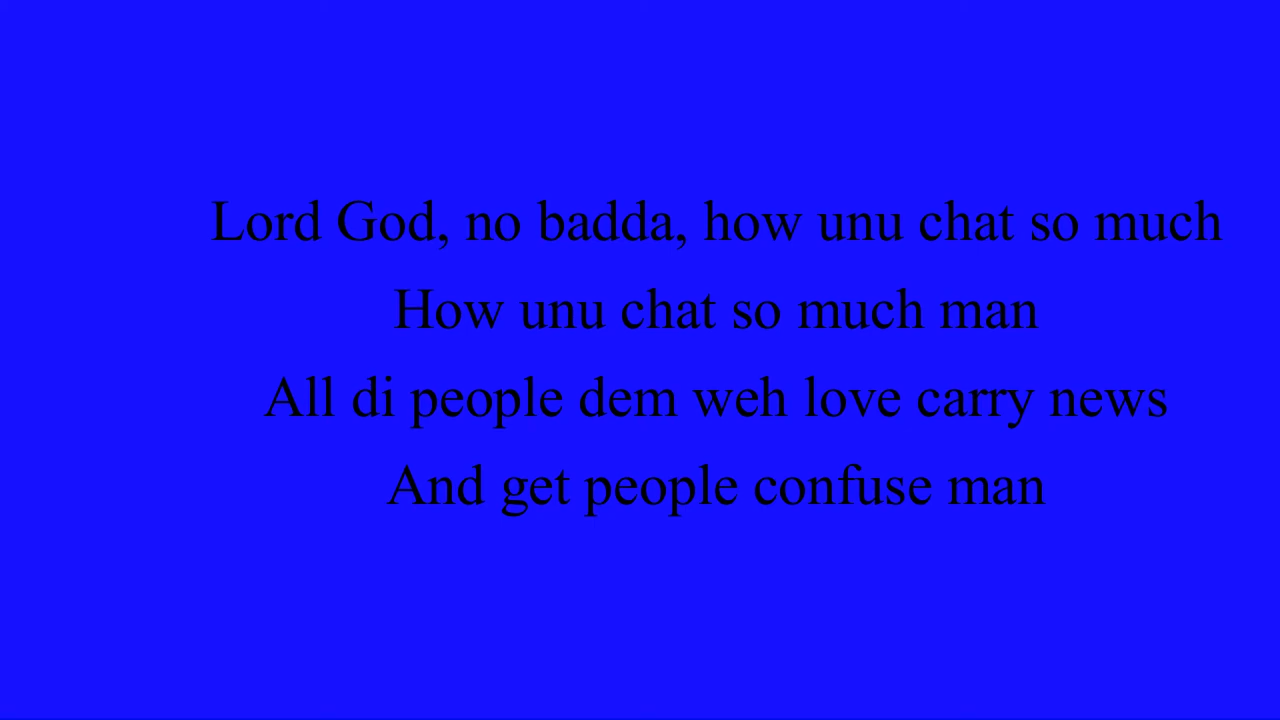 Lord God, no badda, how unu chat so much
How unu chat so much man
All di people dem weh love carry news
And get people confuse man